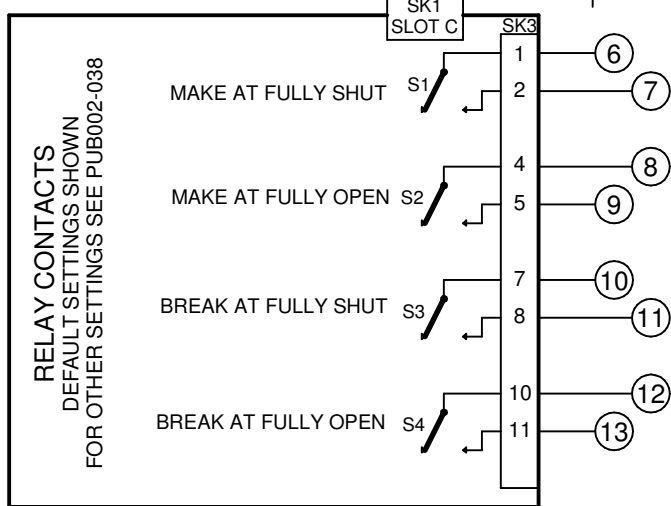 SK1
SLOT C
SK3
RELAY CONTACTS
DEFAULT SETTINGS SHOWN
FOR OTHER SETTINGS SEE PUB002-038
MAKE AT FULLY SHUT S1 1 6
2 7
MAKE AT FULLY OPEN S2 4 8
5 9
BREAK AT FULLY SHUT S3 7 10
8 11
BREAK AT FULLY OPEN S4 10 12
11 13